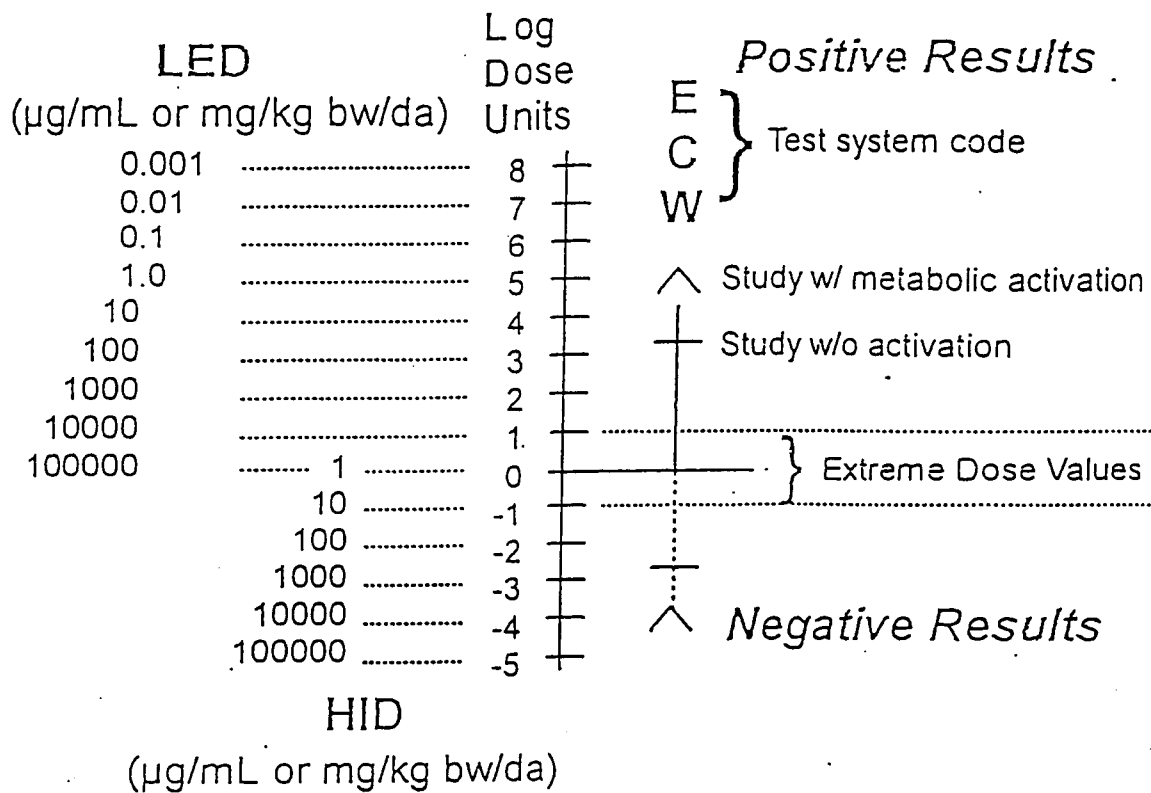 LED
(µg/mL or mg/kg bw/da)
Log
Dose
Units
Positive Results
E
C
W
Test system code
0.001 8
0.01 7
0.1 6
1.0 5
10 4
100 3
1000 2
10000 1
100000 1 0
10 -1
100 -2
1000 -3
10000 -4
100000 -5
Study w/ metabolic activation
Study w/o activation
Extreme Dose Values
Negative Results
HID
(µg/mL or mg/kg bw/da)